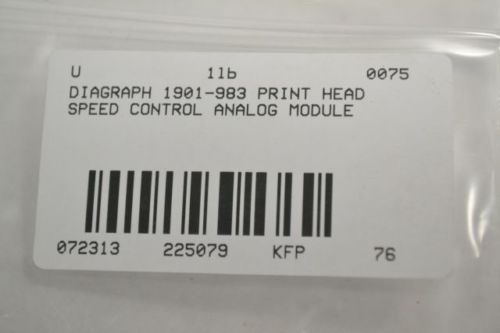 U 1lb 0075
DIAGRAPH 1901-983 PRINT HEAD
SPEED CONTROL ANALOG MODULE
072313 225079 KFP 76